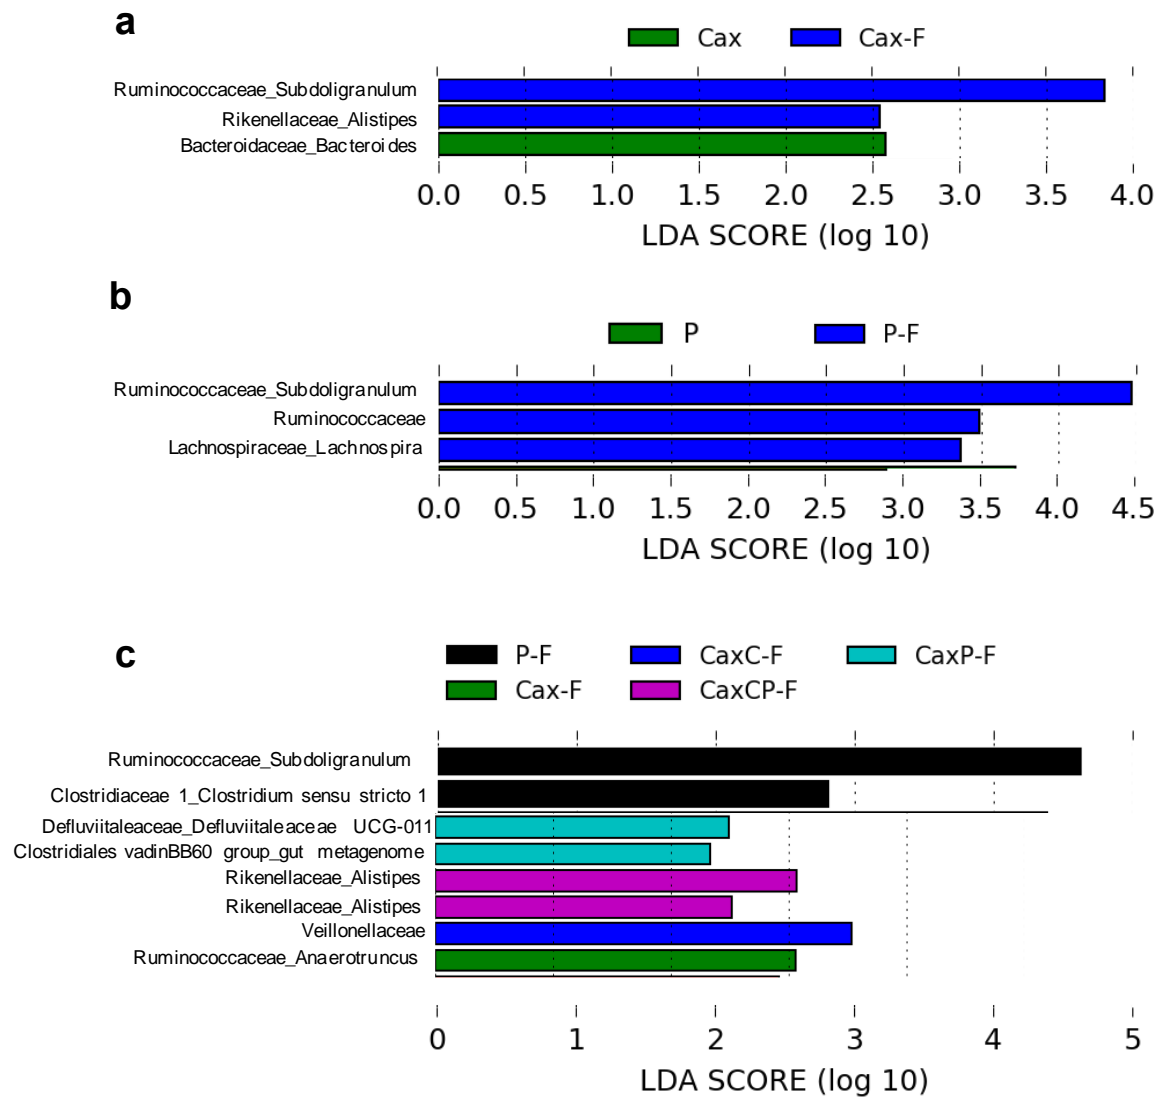 a
Cax Cax-F
Ruminococcaceae_Subdoligranulum
Rikenellaceae_Alistipes
Bacteroidaceae_Bacteroides
0.0 0.5 1.0 1.5 2.0 2.5 3.0 3.5 4.0
LDA SCORE (log 10)
b
P P-F
Ruminococcaceae_Subdoligranulum
Ruminococcaceae
Lachnospiraceae_Lachnospira
0.0 0.5 1.0 1.5 2.0 2.5 3.0 3.5 4.0 4.5
LDA SCORE (log 10)
c
P-F CaxC-F CaxP-F
Cax-F CaxCP-F
Ruminococcaceae_Subdoligranulum
Clostridiaceae 1_Clostridium sensu stricto 1
Defluviitaleaceae_Defluviitaleaceae UCG-011
Clostridiales vadinBB60 group_gut metagenome
Rikenellaceae_Alistipes
Rikenellaceae_Alistipes
Veillonellaceae
Ruminococcaceae_Anaerotruncus
0 1 2 3 4 5
LDA SCORE (log 10)